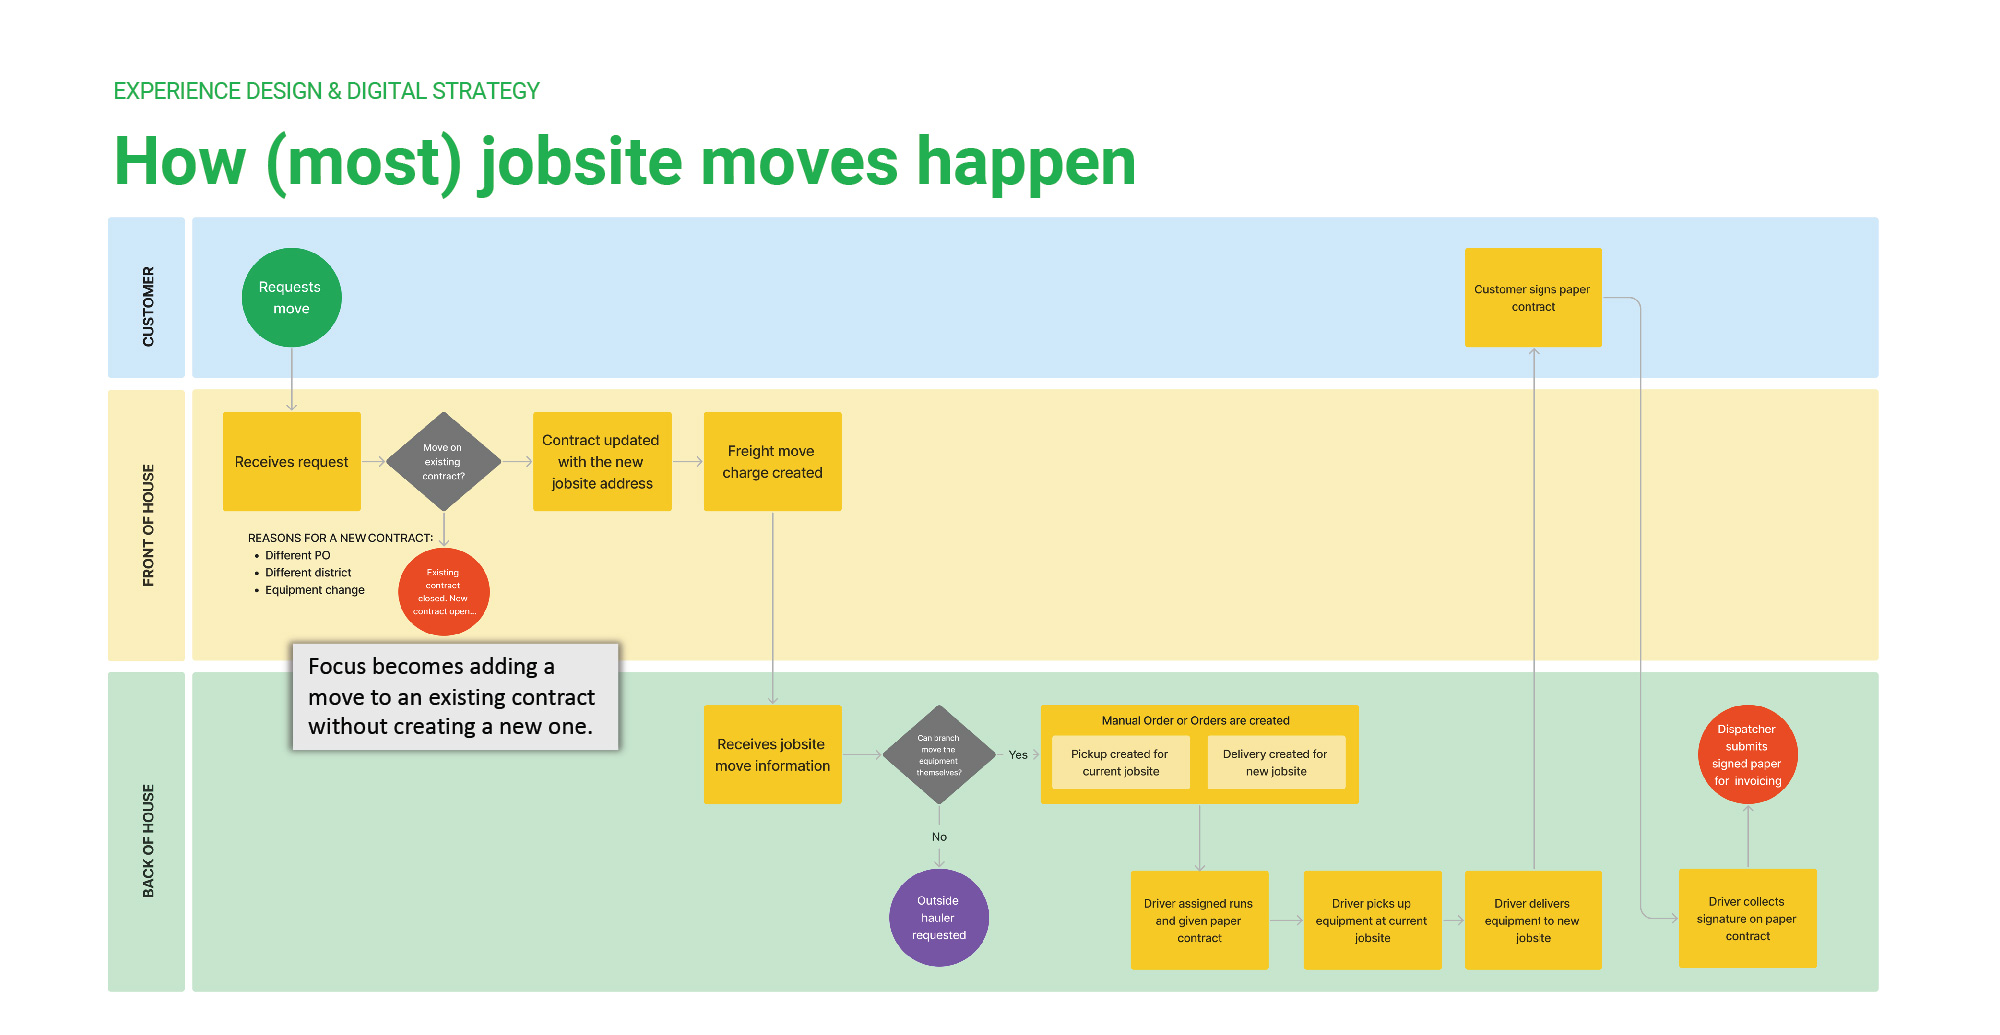 EXPERIENCE DESIGN & DIGITAL STRATEGY
How (most) jobsite moves happen
CUSTOMER
Requests
move
Customer signs paper
contract
FRONT OF HOUSE
Receives request
Move on
existing
contract?
Contract updated
with the new
jobsite address
Freight move
charge created
REASONS FOR A NEW CONTRACT:
• Different PO
• Different district
• Equipment change
Existing
contract
closed. New
contract open...
Focus becomes adding a
move to an existing contract
without creating a new one.
BACK OF HOUSE
Receives jobsite
move information
Can branch
move the
equipment
themselves?
Yes
No
Outside
hauler
requested
Manual Order or Orders are created
Pickup created for
current jobsite
Delivery created for
new jobsite
Driver assigned runs
and given paper
contract
Driver picks up
equipment at current
jobsite
Driver delivers
equipment to new
jobsite
Driver collects
signature on paper
contract
Dispatcher
submits
signed paper
for invoicing